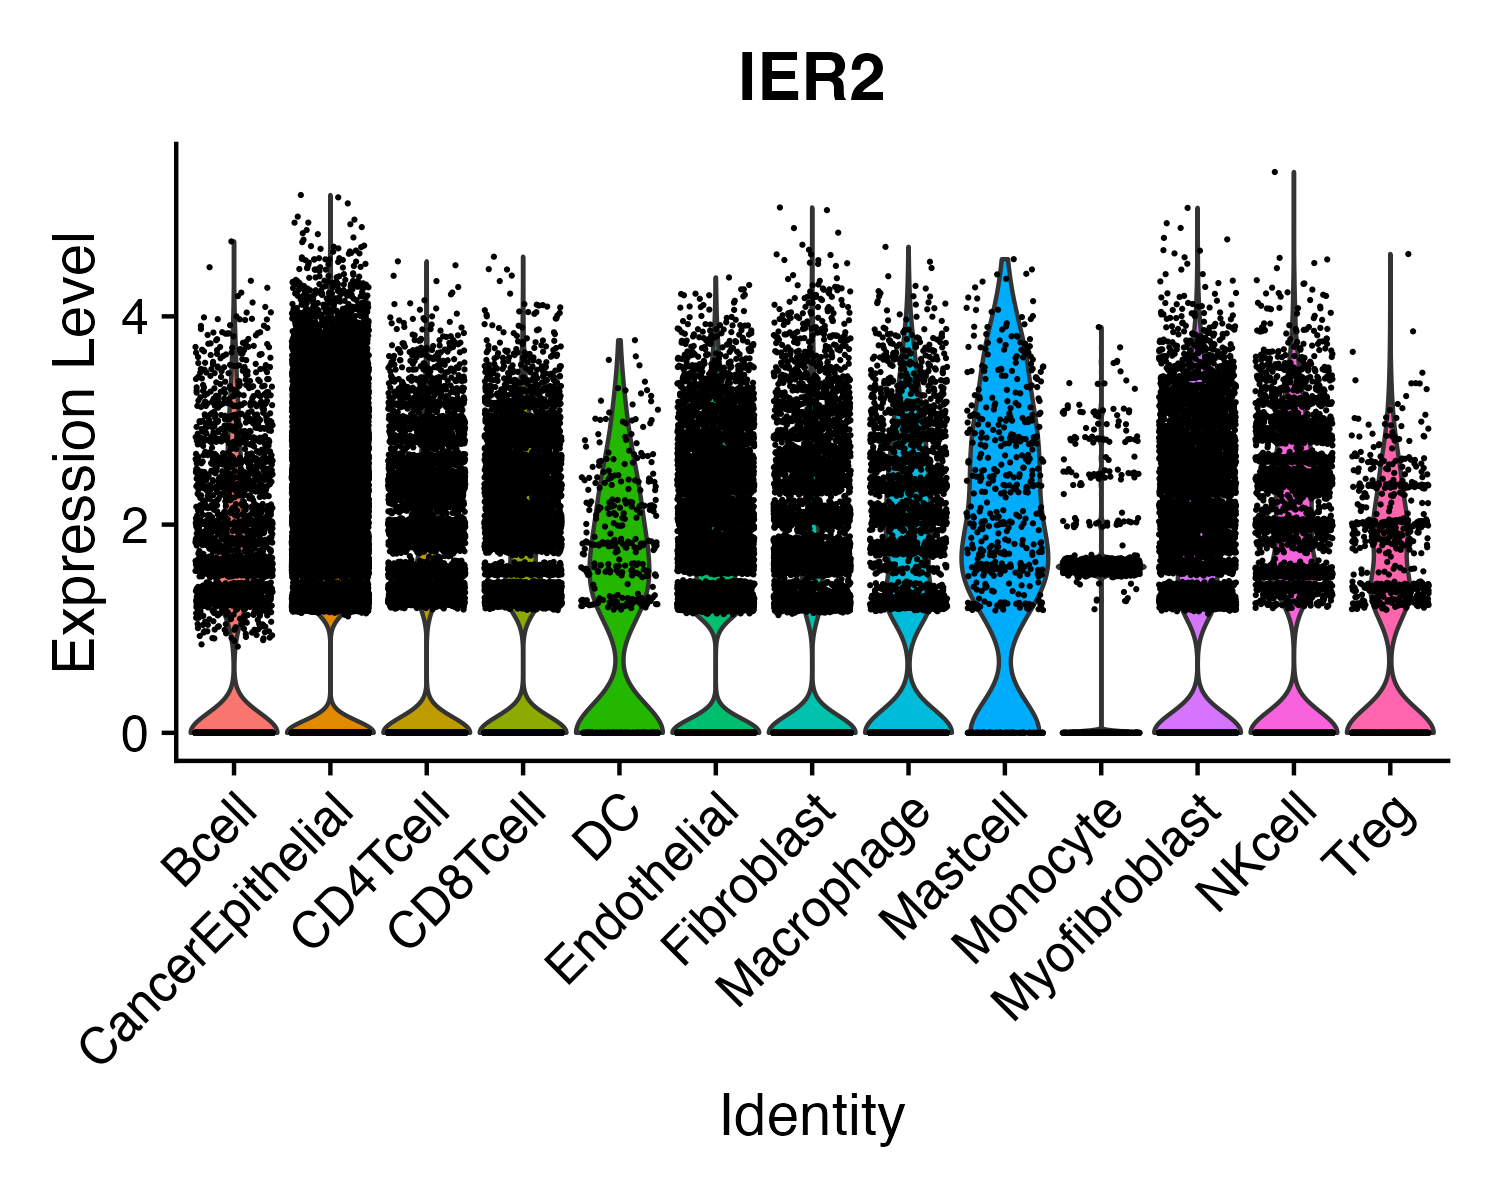 IER2
Expression Level
4
2
0
Bcell
CancerEpithelial
CD4Tcell
CD8Tcell
DC
Endothelial
Fibroblast
Macrophage
Mastcell
Monocyte
Myofibroblast
NKcell
Treg
Identity